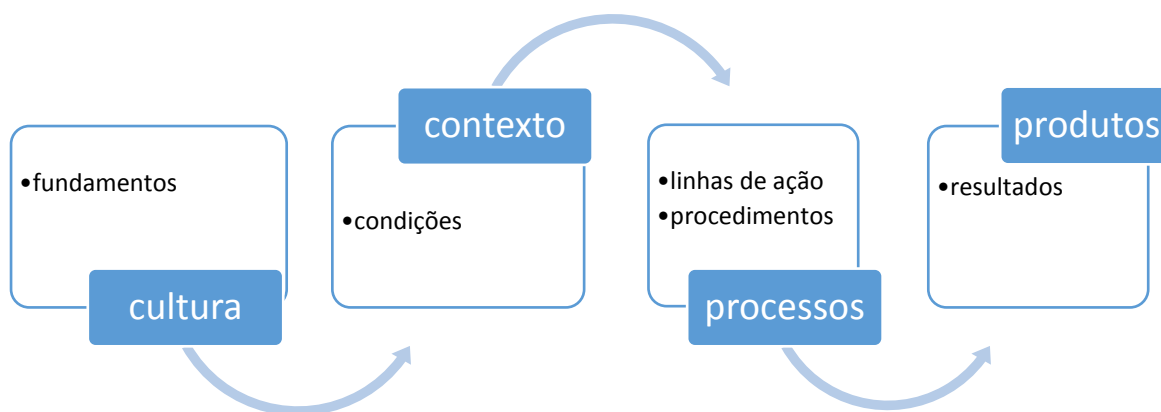 •fundamentos
cultura
contexto
•condições
•linhas de ação
•procedimentos
processos
produtos
•resultados